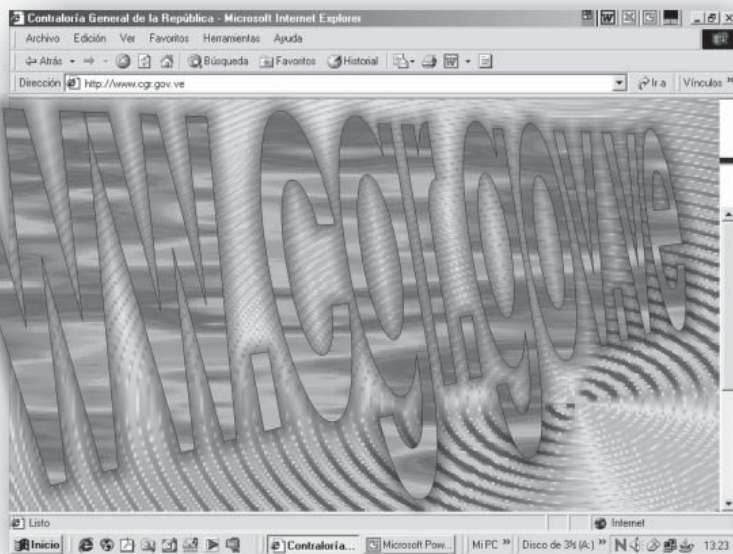 Contraloría General de la República - Microsoft Internet Explorer
Archivo Edición Ver Favoritos Herramientas Ayuda
Atrás Búsqueda Favoritos Historial
Dirección http://www.cgr.gov.ve Ir a Vínculos »
WW.cgr.gov.ve
Listo Internet
Inicio Contraloría... Microsoft Pow... Mi PC » Disco de 3½ (A:) » 13:23